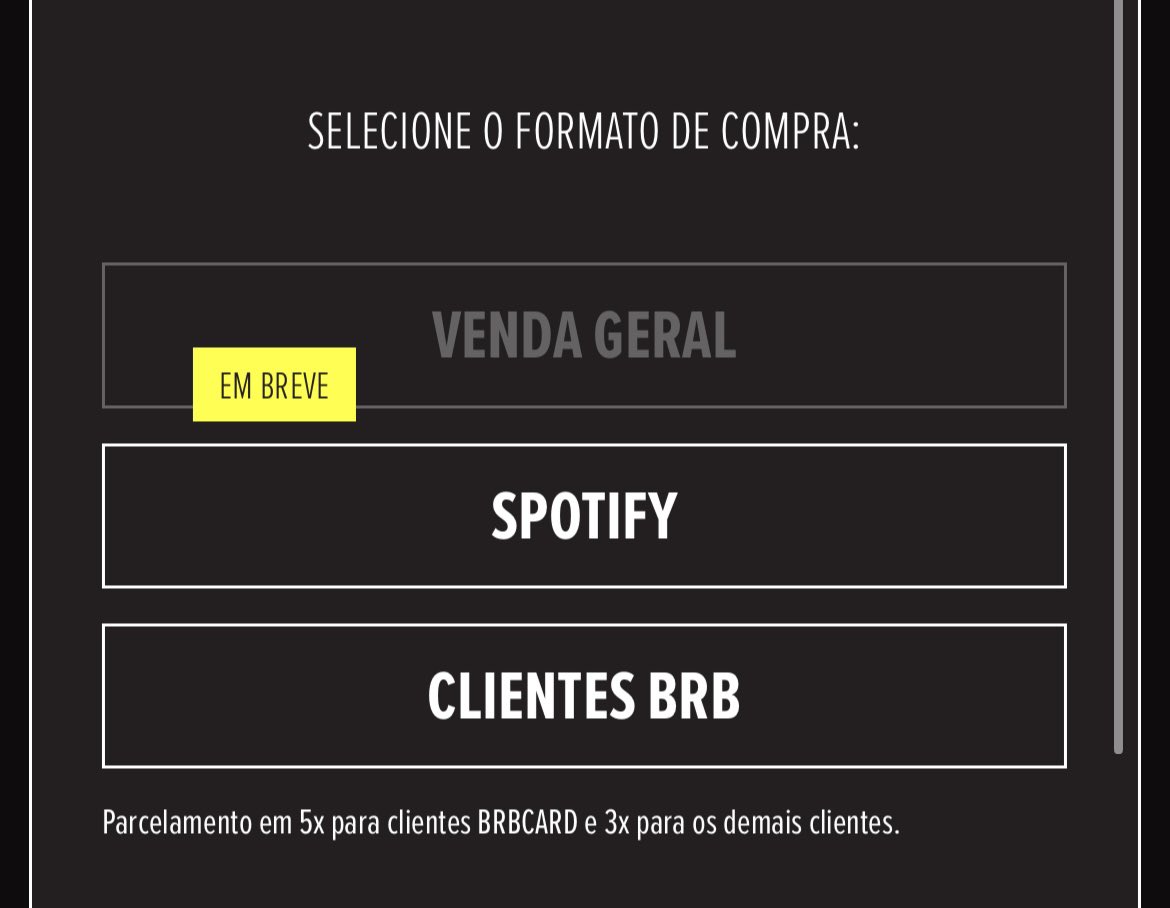 SELECIONE O FORMATO DE COMPRA:
VENDA GERAL
EM BREVE
SPOTIFY
CLIENTES BRB
Parcelamento em 5x para clientes BRBCARD e 3x para os demais clientes.